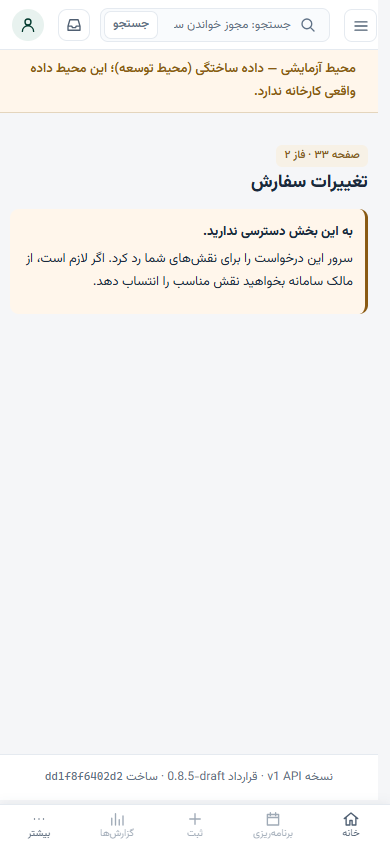 جستجو: مجوز خواندن س
جستجو
محیط آزمایشی — داده ساختگی (محیط توسعه)؛ این محیط داده
واقعی کارخانه ندارد.
صفحه ۳۳ · فاز ۲
تغییرات سفارش
به این بخش دسترسی ندارید.
سرور این درخواست را برای نقش‌های شما رد کرد. اگر لازم است، از
مالک سامانه بخواهید نقش مناسب را انتساب دهد.
نسخه v1 API · قرارداد 0.8.5-draft · ساخت dd1f8f6402d2
خانه
برنامه‌ریزی
ثبت
گزارش‌ها
بیشتر